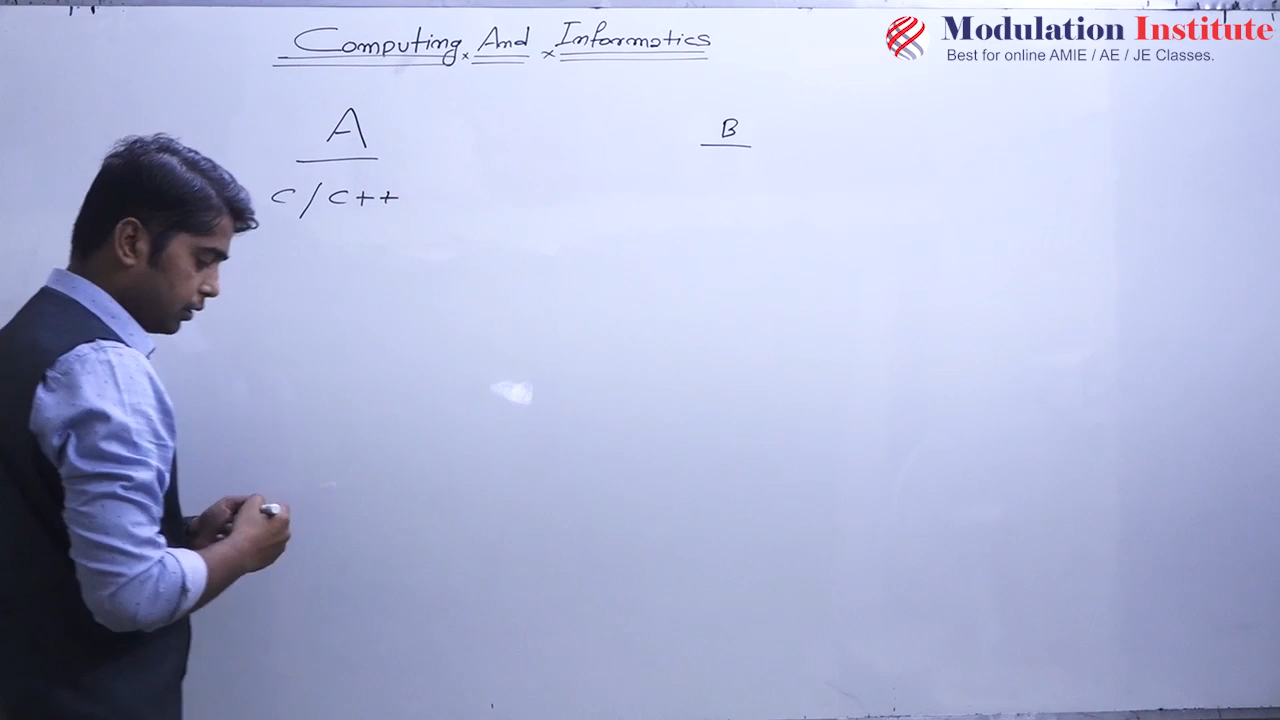 Computing And Informatics
Modulation Institute
Best for online AMIE / AE / JE Classes.
A
B
C / C++